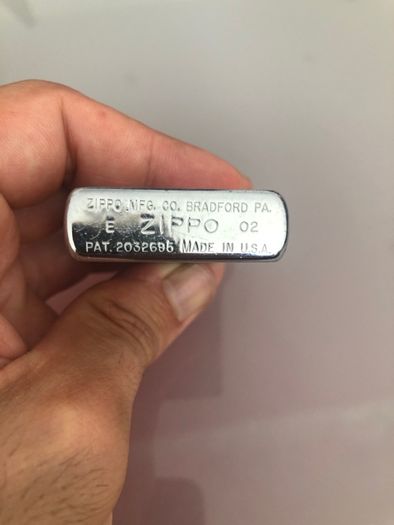 ZIPPO MFG. CO. BRADFORD PA.
E ZIPPO 02
PAT. 2032695 MADE IN U.S.A.